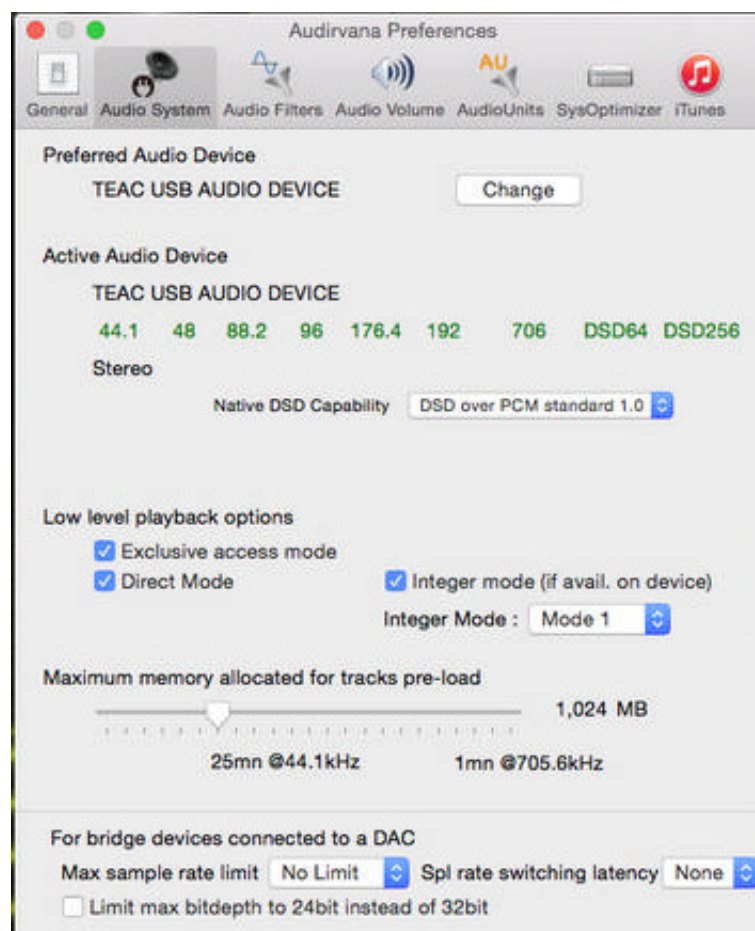 Audirvana Preferences
AU
General Audio System Audio Filters Audio Volume AudioUnits SysOptimizer iTunes
Preferred Audio Device
TEAC USB AUDIO DEVICE Change
Active Audio Device
TEAC USB AUDIO DEVICE
44.1 48 88.2 96 176.4 192 706 DSD64 DSD256
Stereo
Native DSD Capability DSD over PCM standard 1.0
Low level playback options
Exclusive access mode
Direct Mode Integer mode (if avail. on device)
Integer Mode : Mode 1
Maximum memory allocated for tracks pre-load
1,024 MB
25mn @44.1kHz 1mn @705.6kHz
For bridge devices connected to a DAC
Max sample rate limit No Limit Spl rate switching latency None
Limit max bitdepth to 24bit instead of 32bit